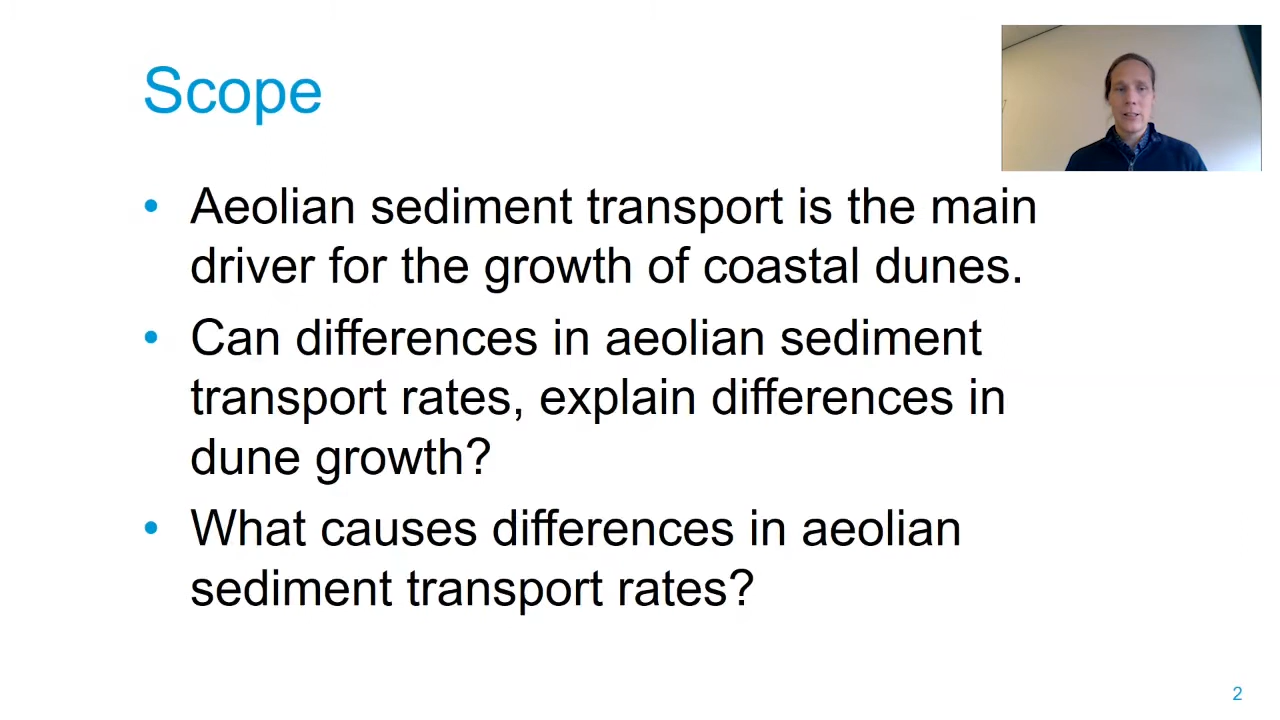 Scope
• Aeolian sediment transport is the main
driver for the growth of coastal dunes.
• Can differences in aeolian sediment
transport rates, explain differences in
dune growth?
• What causes differences in aeolian
sediment transport rates?
2